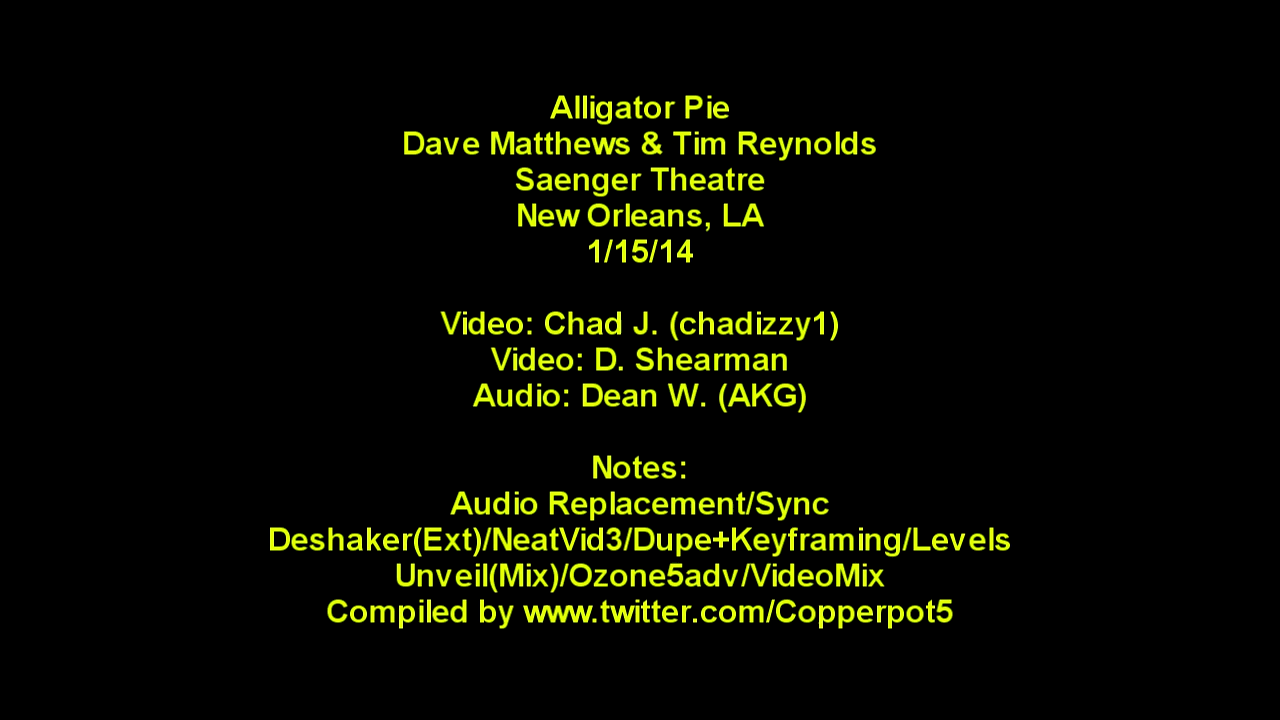 Alligator Pie
Dave Matthews & Tim Reynolds
Saenger Theatre
New Orleans, LA
1/15/14
Video: Chad J. (chadizzy1)
Video: D. Shearman
Audio: Dean W. (AKG)
Notes:
Audio Replacement/Sync
Deshaker(Ext)/NeatVid3/Dupe+Keyframing/Levels
Unveil(Mix)/Ozone5adv/VideoMix
Compiled by www.twitter.com/Copperpot5